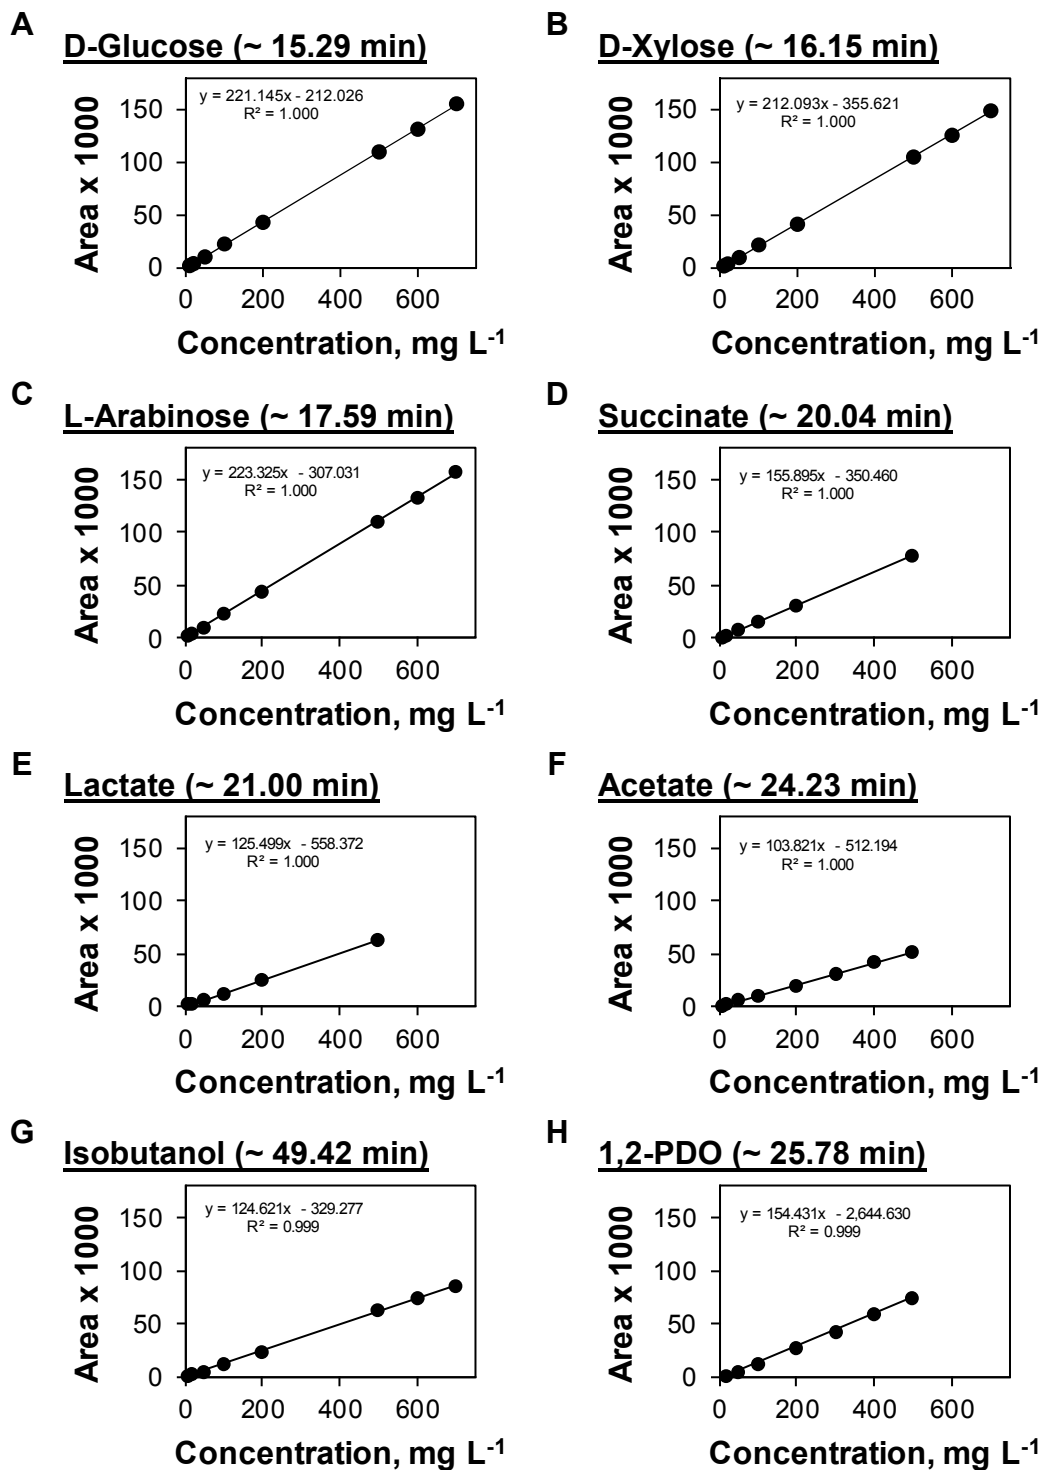 A
D-Glucose (~ 15.29 min)
y = 221.145x - 212.026
R² = 1.000
Area x 1000
150
100
50
0
0 200 400 600
Concentration, mg L⁻¹
B
D-Xylose (~ 16.15 min)
y = 212.093x - 355.621
R² = 1.000
Area x 1000
150
100
50
0
0 200 400 600
Concentration, mg L⁻¹
C
L-Arabinose (~ 17.59 min)
y = 223.325x - 307.031
R² = 1.000
Area x 1000
150
100
50
0
0 200 400 600
Concentration, mg L⁻¹
D
Succinate (~ 20.04 min)
y = 155.895x - 350.460
R² = 1.000
Area x 1000
150
100
50
0
0 200 400 600
Concentration, mg L⁻¹
E
Lactate (~ 21.00 min)
y = 125.499x - 558.372
R² = 1.000
Area x 1000
150
100
50
0
0 200 400 600
Concentration, mg L⁻¹
F
Acetate (~ 24.23 min)
y = 103.821x - 512.194
R² = 1.000
Area x 1000
150
100
50
0
0 200 400 600
Concentration, mg L⁻¹
G
Isobutanol (~ 49.42 min)
y = 124.621x - 329.277
R² = 0.999
Area x 1000
150
100
50
0
0 200 400 600
Concentration, mg L⁻¹
H
1,2-PDO (~ 25.78 min)
y = 154.431x - 2,644.630
R² = 0.999
Area x 1000
150
100
50
0
0 200 400 600
Concentration, mg L⁻¹